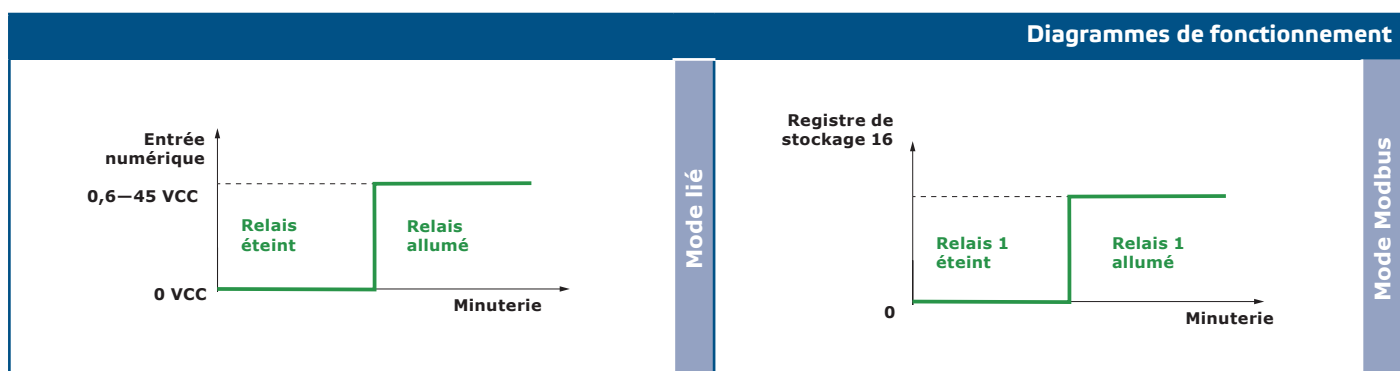 Diagrammes de fonctionnement
Entrée
numérique
0,6—45 VCC
Relais
éteint
Relais
allumé
0 VCC
Minuterie
Mode lié
Registre de
stockage 16
Relais 1
éteint
Relais 1
allumé
0
Minuterie
Mode Modbus